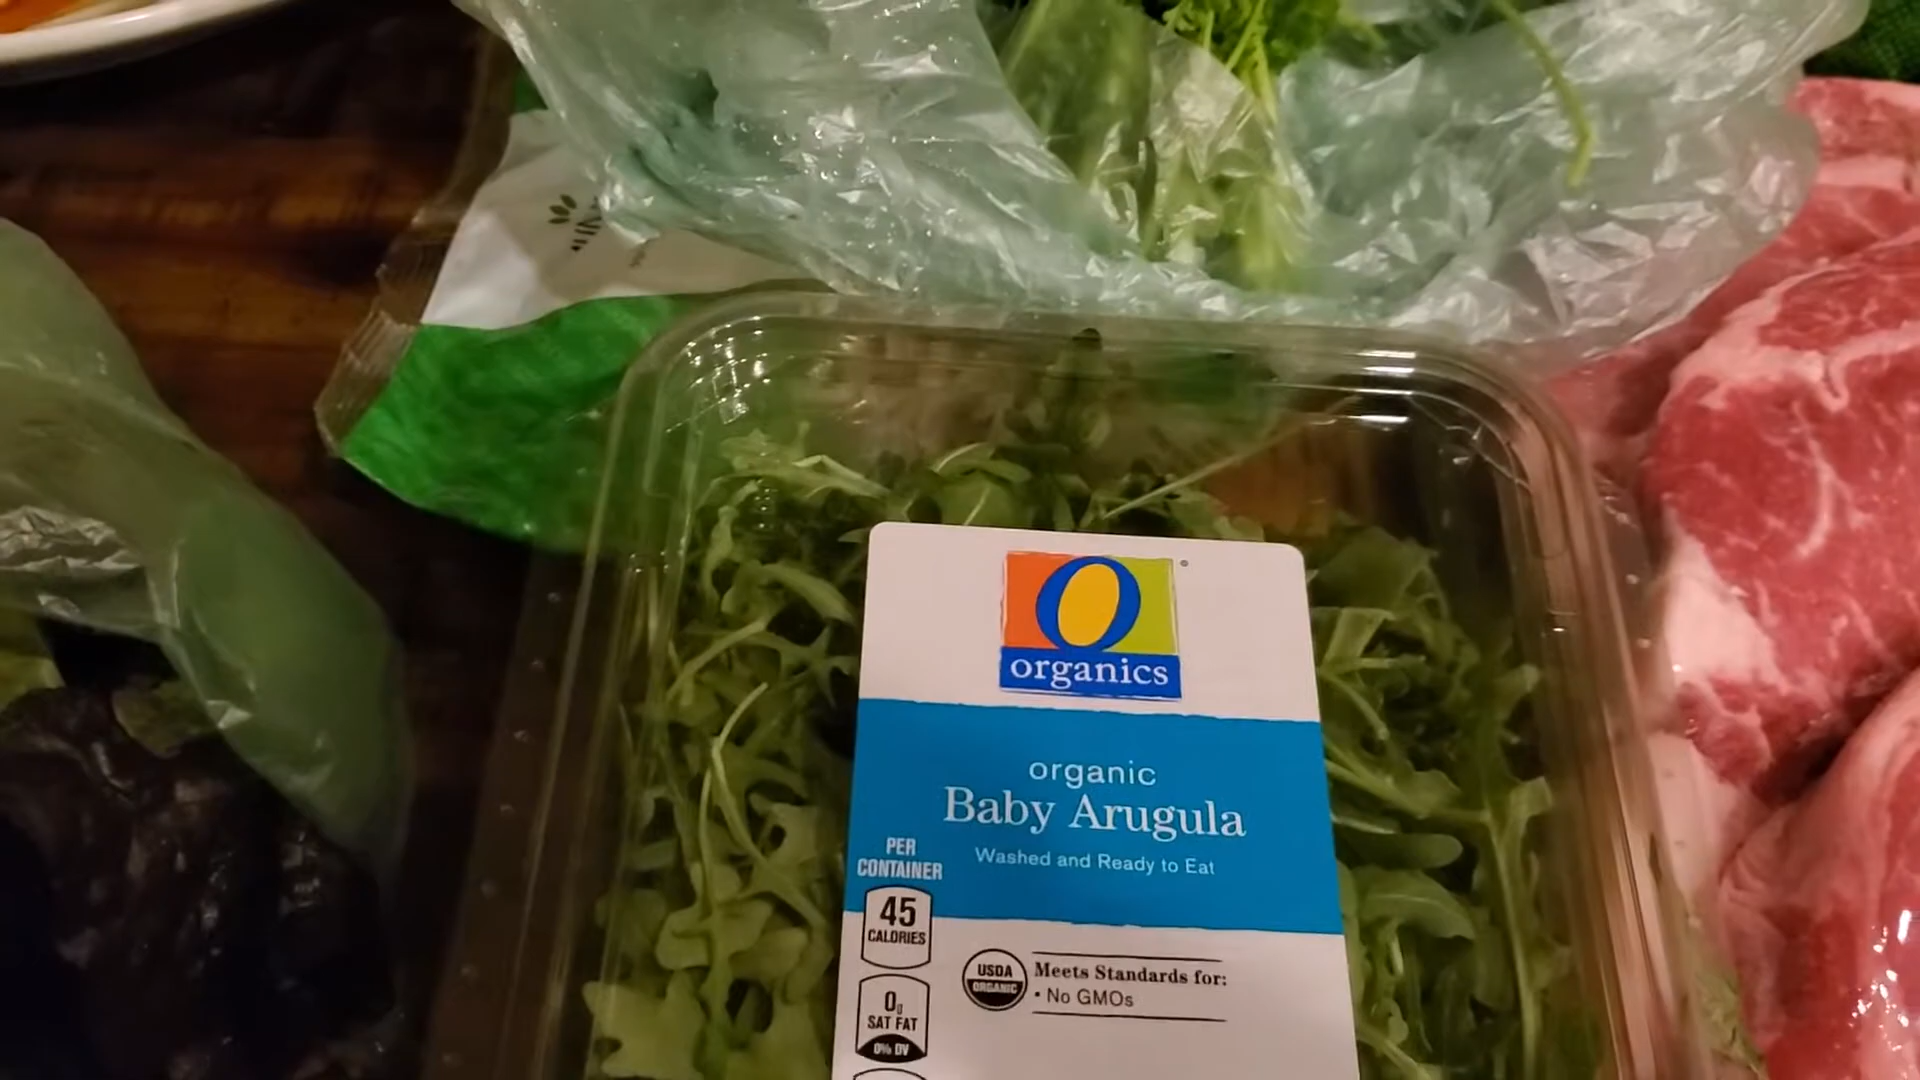 O
organics
organic
Baby Arugula
Washed and Ready to Eat
PER
CONTAINER
45
CALORIES
0g
SAT FAT
0% DV
USDA
ORGANIC
Meets Standards for:
• No GMOs